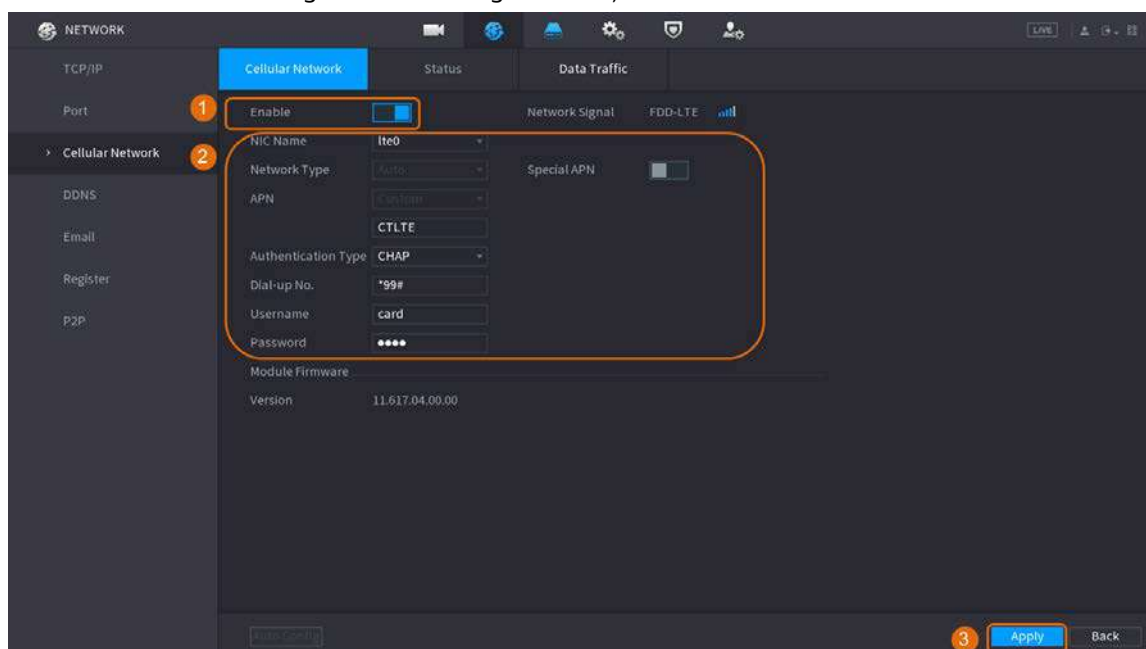 NETWORK LIVE
TCP/IP Cellular Network Status Data Traffic
Port 1 Enable Network Signal FDD-LTE
NIC Name lte0
Cellular Network 2
Network Type Auto Special APN
DDNS APN Custom
CTLTE
Email
Authentication Type CHAP
Register Dial-up No. *99#
P2P Username card
Password ●●●●
Module Firmware
Version 11.617.04.00.00
Auto Config 3 Apply Back